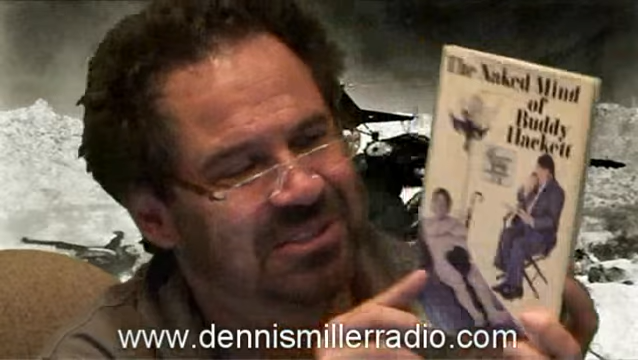 The Naked Mind
of
Buddy
Hackett
www.dennismillerradio.com